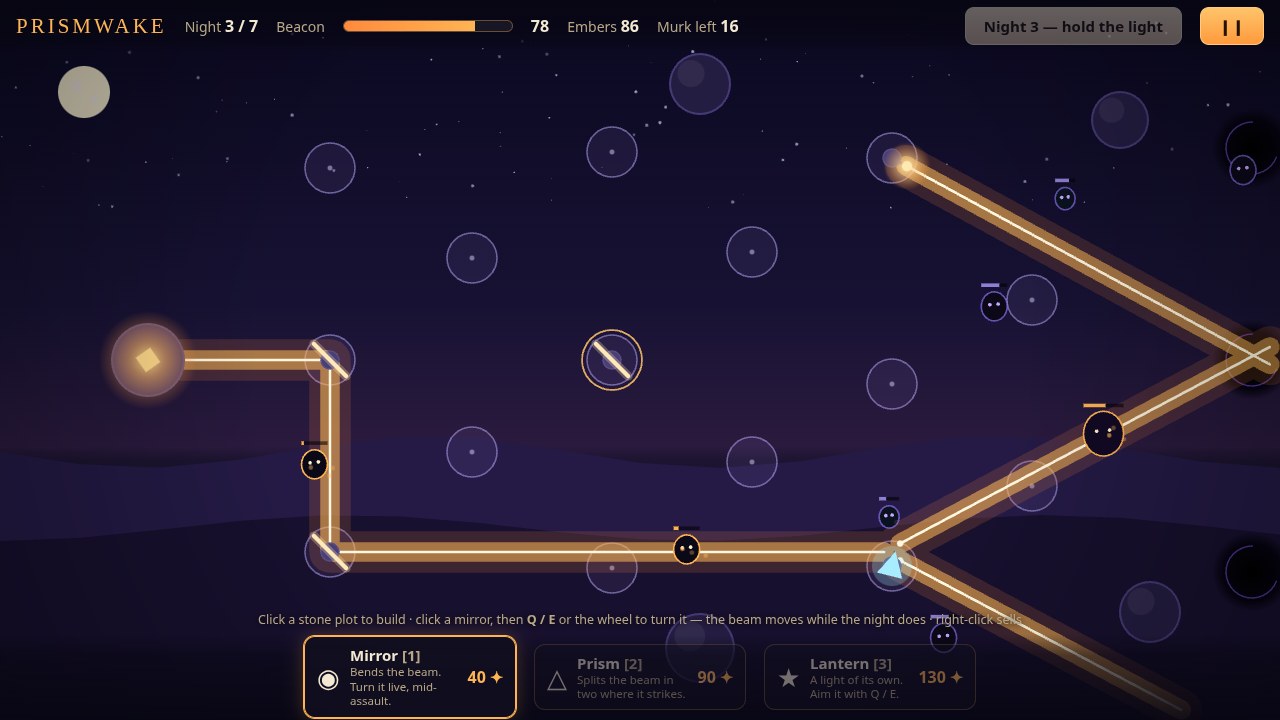 PRISMWAKE Night 3 / 7 Beacon 78 Embers 86 Murk left 16 Night 3 — hold the light
Click a stone plot to build · click a mirror, then Q / E or the wheel to turn it — the beam moves while the night does · right-click sells
Mirror [1]
Bends the beam.
Turn it live, mid-
assault.
40
Prism [2]
Splits the beam in
two where it strikes.
90
Lantern [3]
A light of its own.
Aim it with Q / E.
130